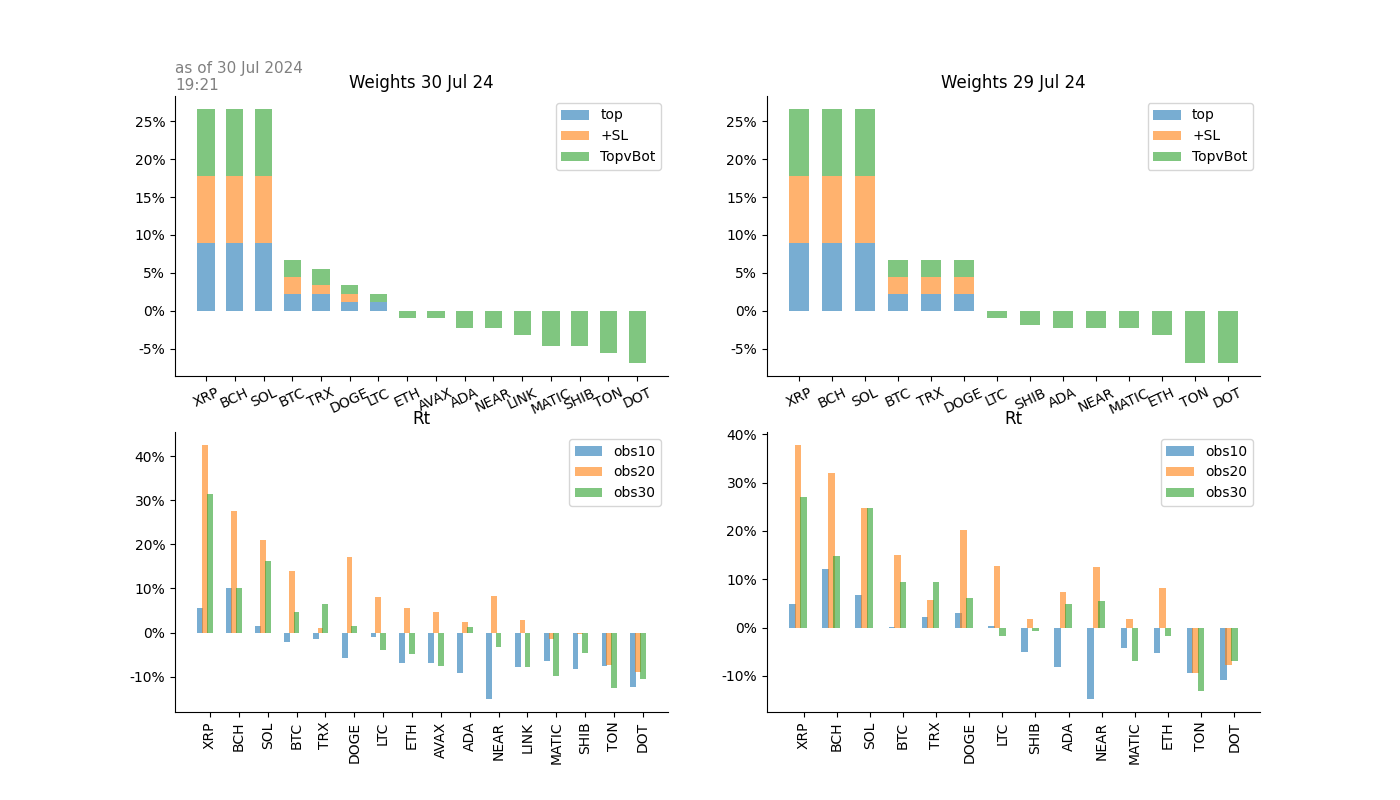 as of 30 Jul 2024
19:21
Weights 30 Jul 24
25%
20%
15%
10%
5%
0%
-5%
top
+SL
TopvBot
XRP BCH SOL BTC TRX DOGE LTC ETH AVAX ADA NEAR LINK MATIC SHIB TON DOT
Weights 29 Jul 24
25%
20%
15%
10%
5%
0%
-5%
top
+SL
TopvBot
XRP BCH SOL BTC TRX DOGE LTC SHIB ADA NEAR MATIC ETH TON DOT
Rt
40%
30%
20%
10%
0%
-10%
obs10
obs20
obs30
XRP BCH SOL BTC TRX DOGE LTC ETH AVAX ADA NEAR LINK MATIC SHIB TON DOT
Rt
40%
30%
20%
10%
0%
-10%
obs10
obs20
obs30
XRP BCH SOL BTC TRX DOGE LTC SHIB ADA NEAR MATIC ETH TON DOT